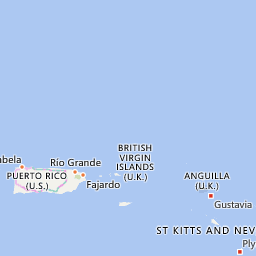 BRITISH
VIRGIN
ISLANDS
(U.K.)
abela
Rio Grande
PUERTO RICO
(U.S.)
Fajardo
ANGUILLA
(U.K.)
Gustavia
ST KITTS AND NEV
Ply